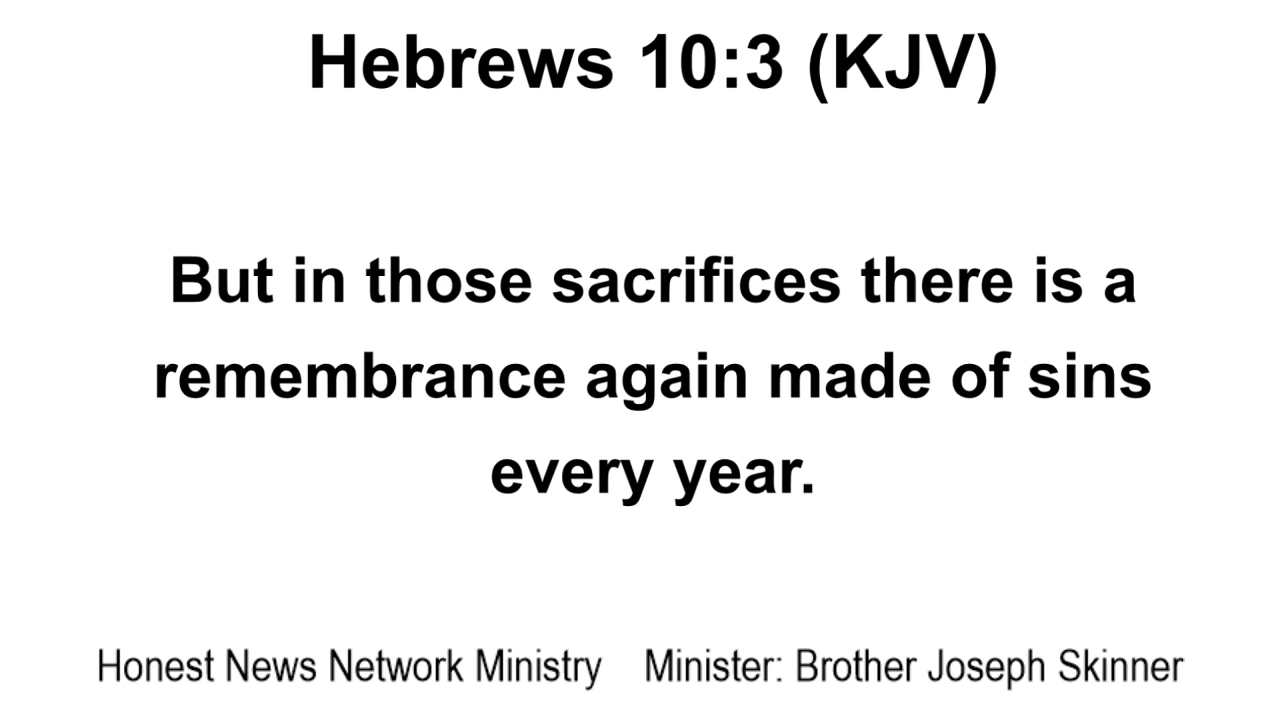 Hebrews 10:3 (KJV)
But in those sacrifices there is a
remembrance again made of sins
every year.
Honest News Network Ministry    Minister: Brother Joseph Skinner